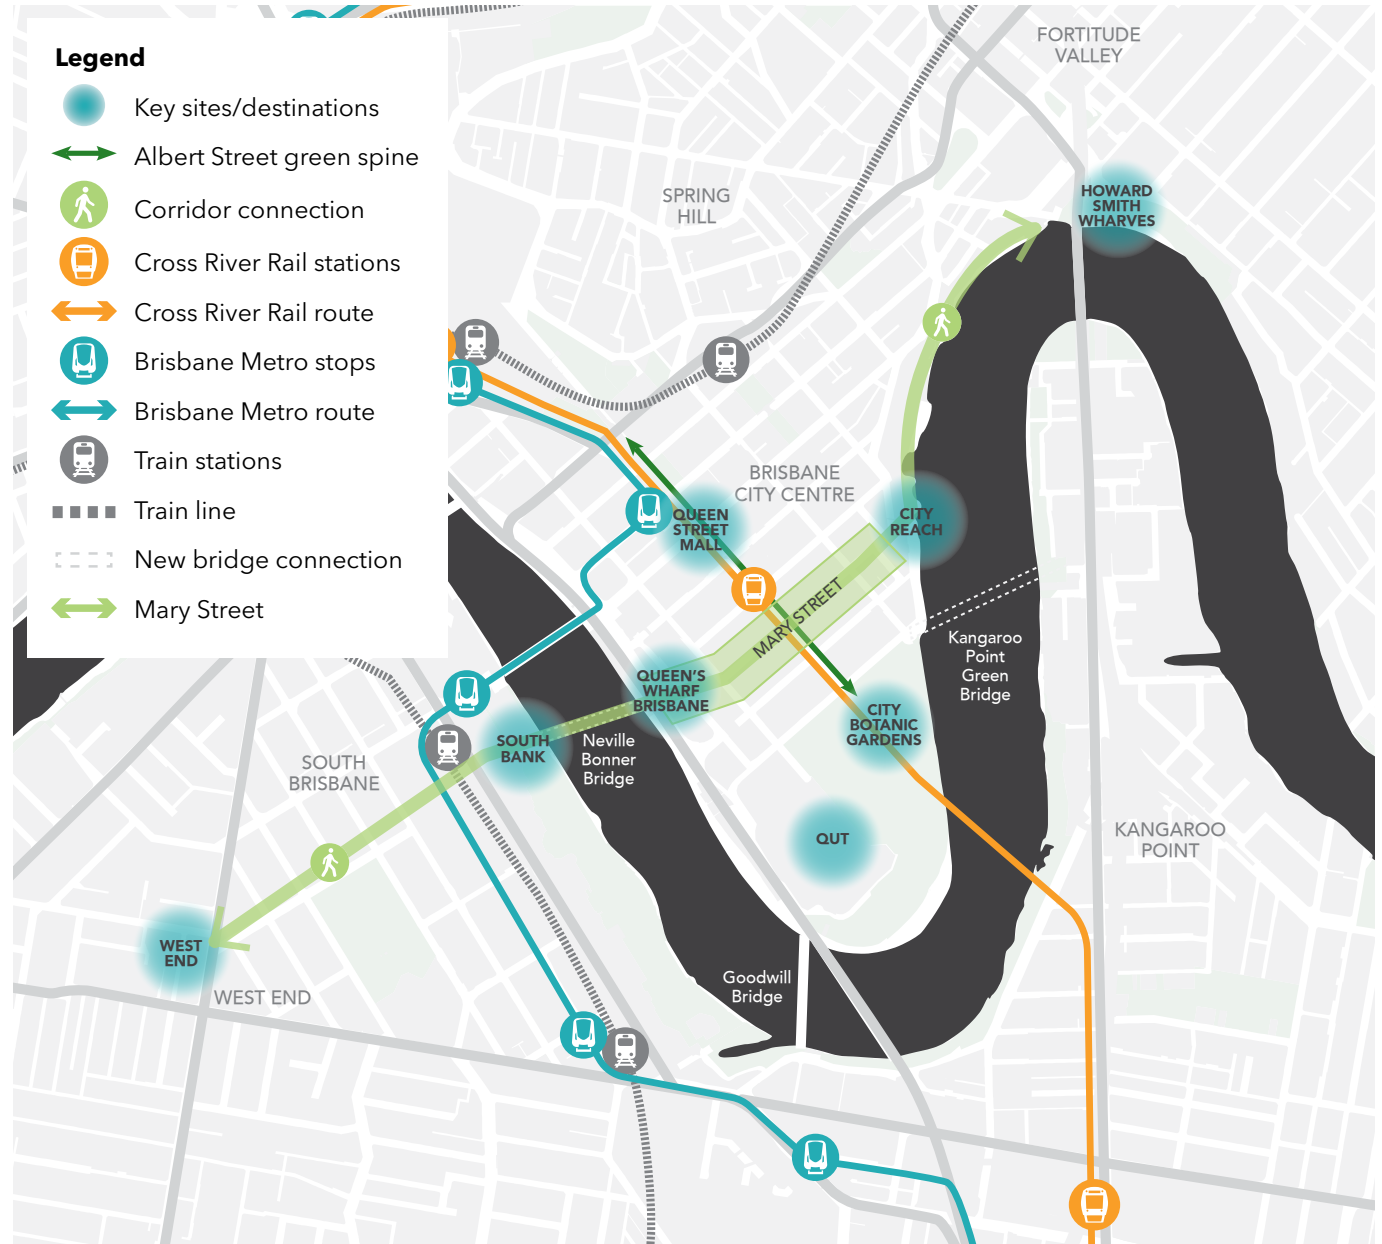 Legend
Key sites/destinations
Albert Street green spine
Corridor connection
Cross River Rail stations
Cross River Rail route
Brisbane Metro stops
Brisbane Metro route
Train stations
Train line
New bridge connection
Mary Street
FORTITUDE
VALLEY
HOWARD
SMITH
WHARVES
SPRING
HILL
BRISBANE
CITY CENTRE
QUEEN
STREET
MALL
CITY
REACH
MARY STREET
Kangaroo
Point
Green
Bridge
QUEEN'S
WHARF
BRISBANE
CITY
BOTANIC
GARDENS
SOUTH
BANK
Neville
Bonner
Bridge
SOUTH
BRISBANE
QUT
KANGAROO
POINT
WEST
END
WEST END
Goodwill
Bridge